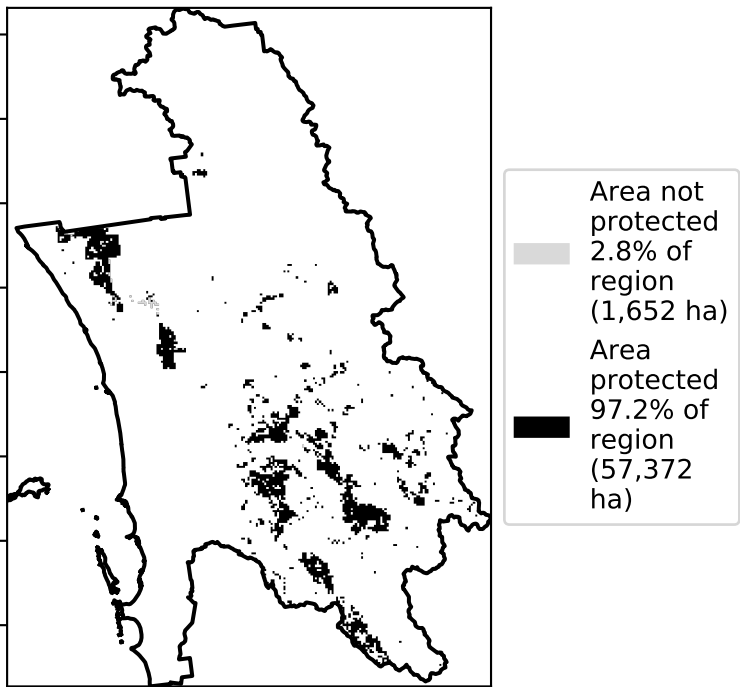 Area not
protected
2.8% of
region
(1,652 ha)
Area
protected
97.2% of
region
(57,372
ha)